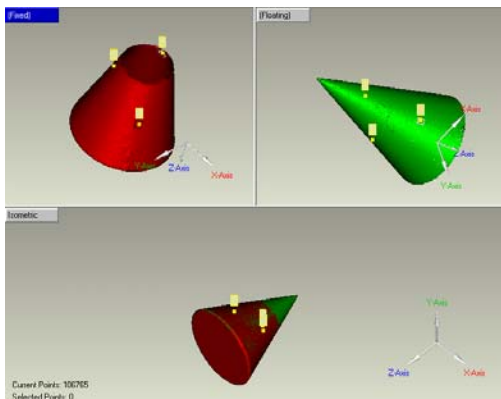 (Fixed)
(Floating)
Y-Axis
Z-Axis
X-Axis
X-Axis
Z-Axis
Y-Axis
Isometric
Y-Axis
Z-Axis
X-Axis
Current Points: 106765
Selected Points: 0